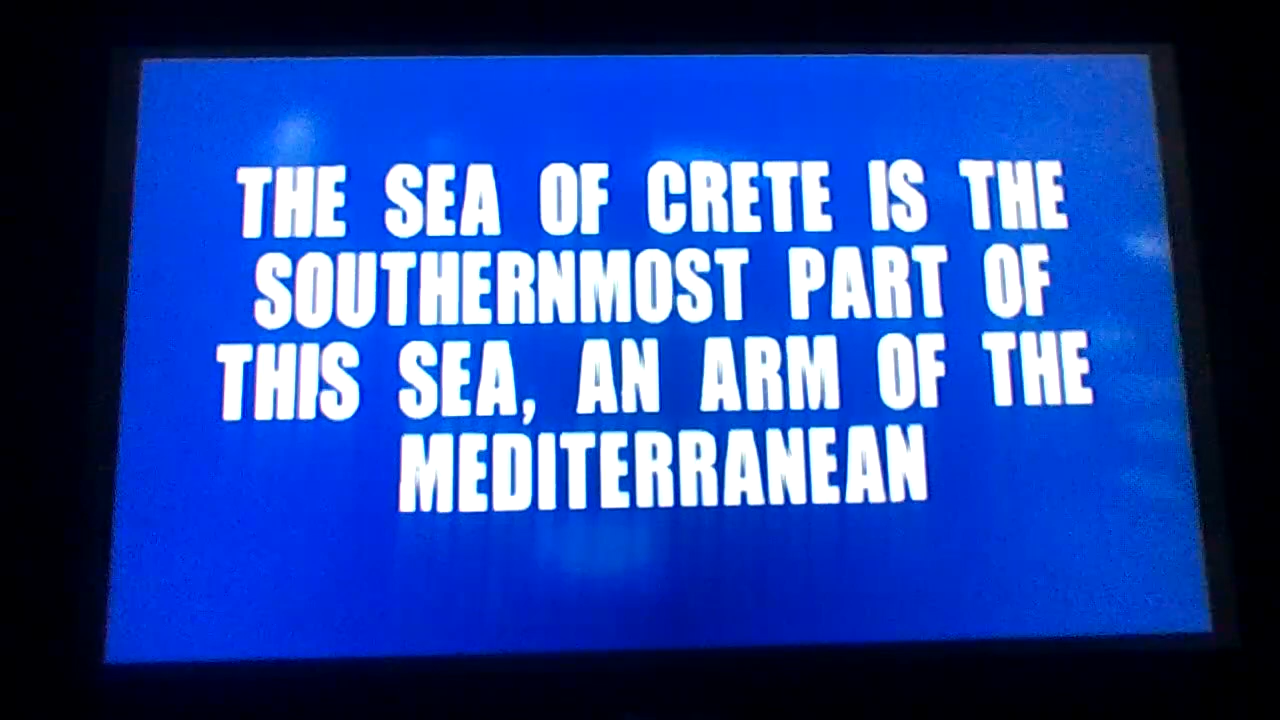 THE SEA OF CRETE IS THE
SOUTHERNMOST PART OF
THIS SEA, AN ARM OF THE
MEDITERRANEAN